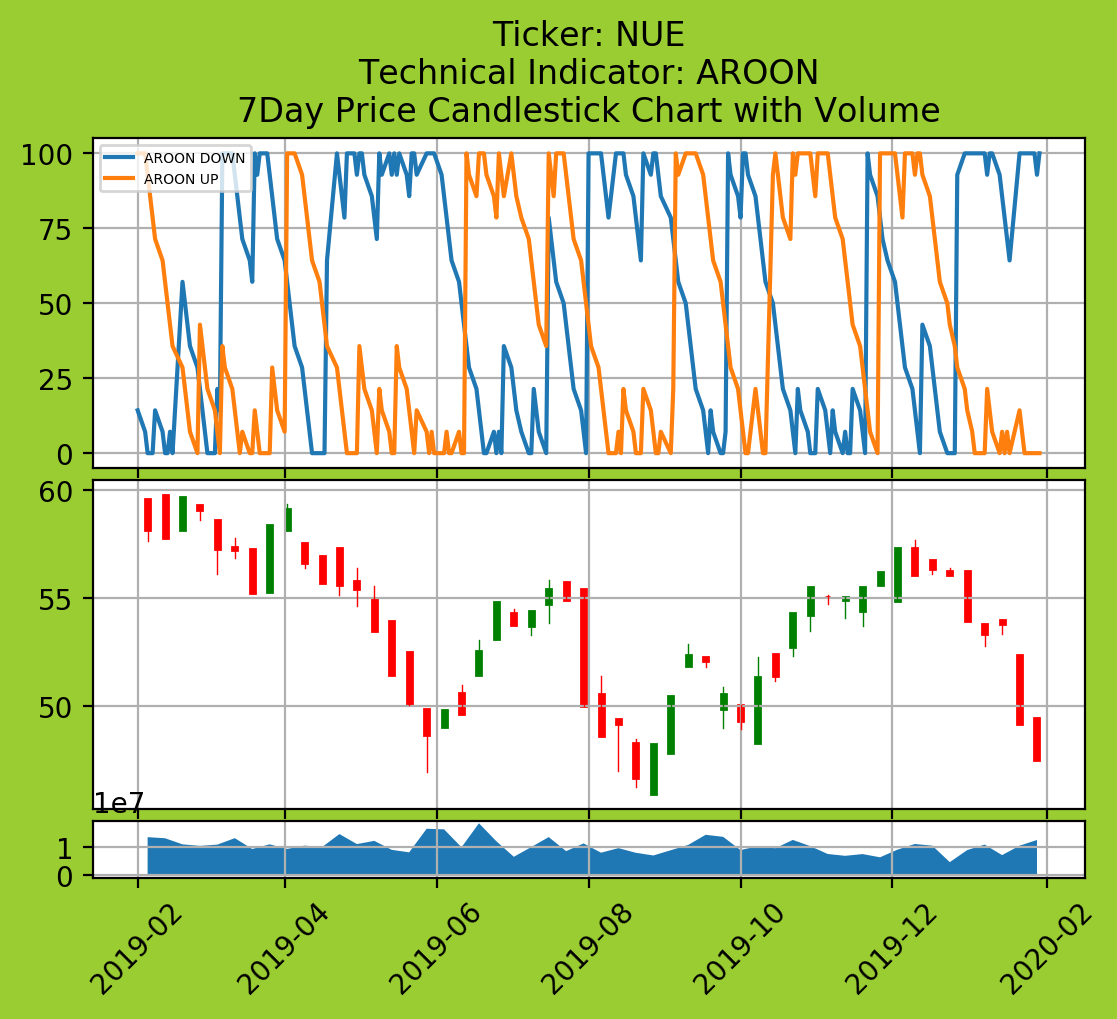 Ticker: NUE
Technical Indicator: AROON
7Day Price Candlestick Chart with Volume
100
75
50
25
0
AROON DOWN
AROON UP
60
55
50
1e7
1
0
2019-02
2019-04
2019-06
2019-08
2019-10
2019-12
2020-02